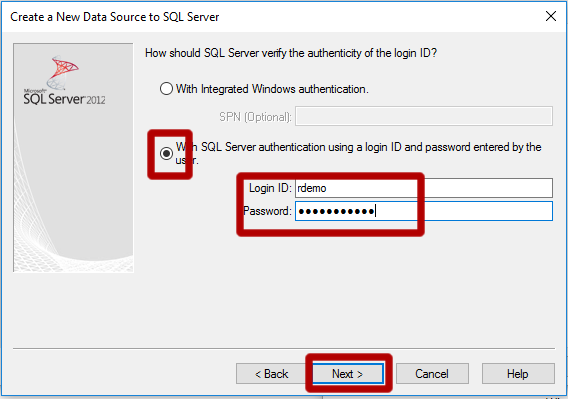 Create a New Data Source to SQL Server
Microsoft
SQL Server 2012
How should SQL Server verify the authenticity of the login ID?
With Integrated Windows authentication.
SPN (Optional):
With SQL Server authentication using a login ID and password entered by the
user.
Login ID: rdemo
Password: ●●●●●●●●●●●
< Back Next > Cancel Help